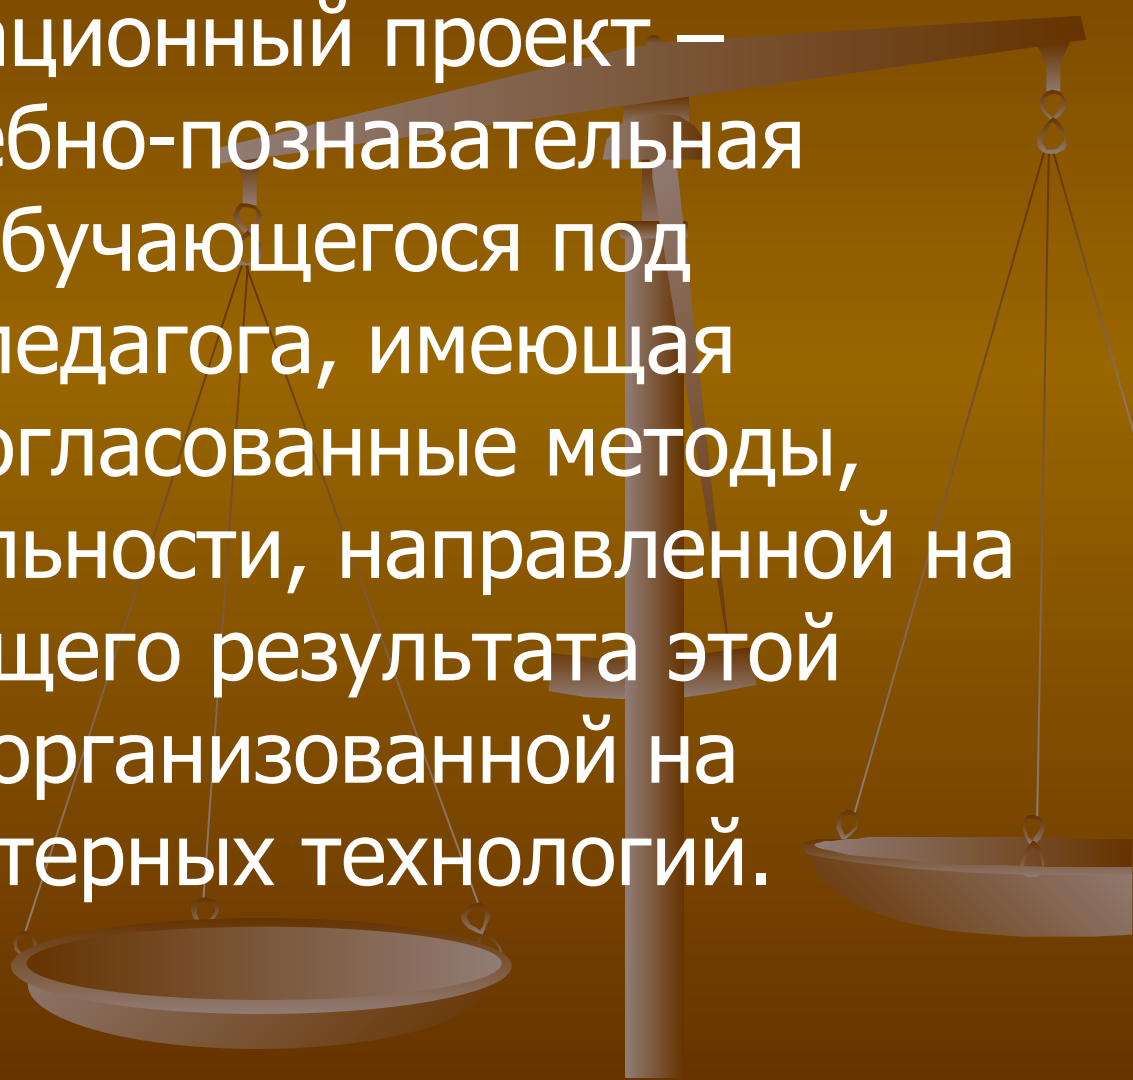 ационный проект –
ебно-познавательная
бучающегося под
педагога, имеющая
огласованные методы,
льности, направленной на
щего результата этой
организованной на
терных технологий.